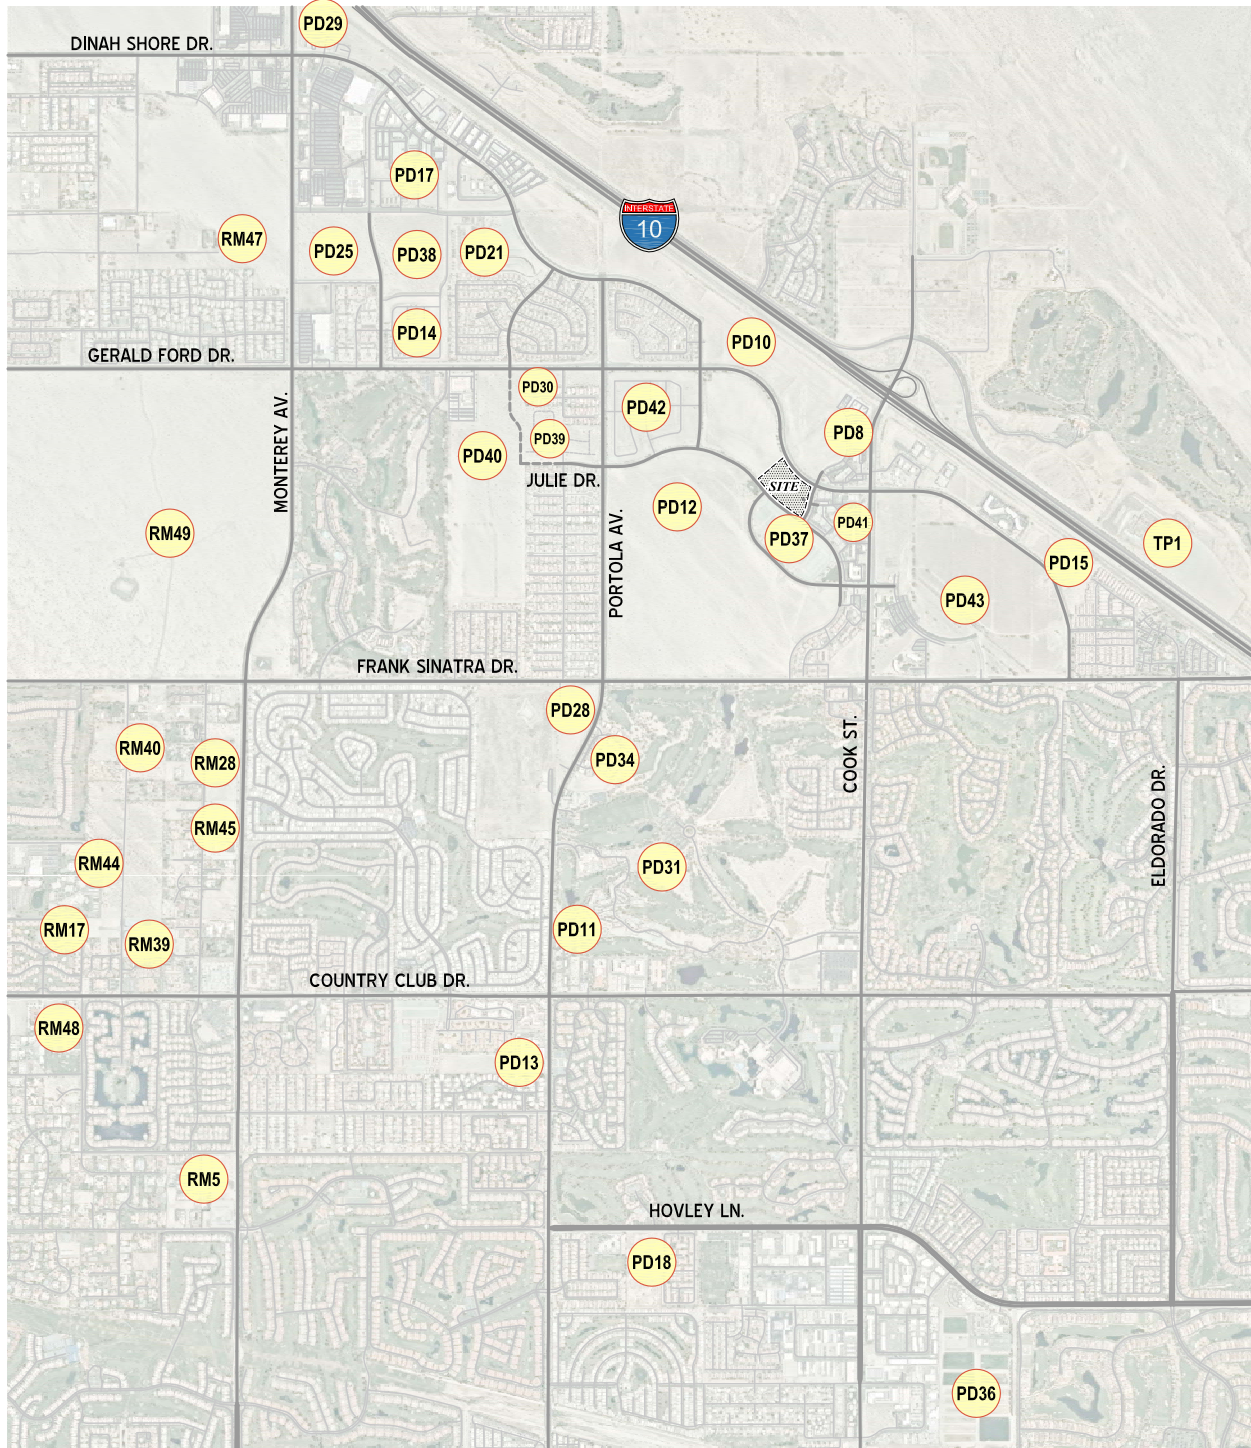 PD29
DINAH SHORE DR.
PD17
INTERSTATE
10
RM47
PD25
PD38
PD21
PD14
PD10
GERALD FORD DR.
PD30
MONTEREY AV.
PD42
PD39
PD8
PD40
JULIE DR.
SITE
PD12
PORTOLA AV.
PD41
RM49
PD37
TP1
PD15
PD43
FRANK SINATRA DR.
PD28
RM40
RM28
PD34
COOK ST.
ELDORADO DR.
RM45
RM44
PD31
RM17
RM39
PD11
COUNTRY CLUB DR.
RM48
PD13
RM5
HOVLEY LN.
PD18
PD36